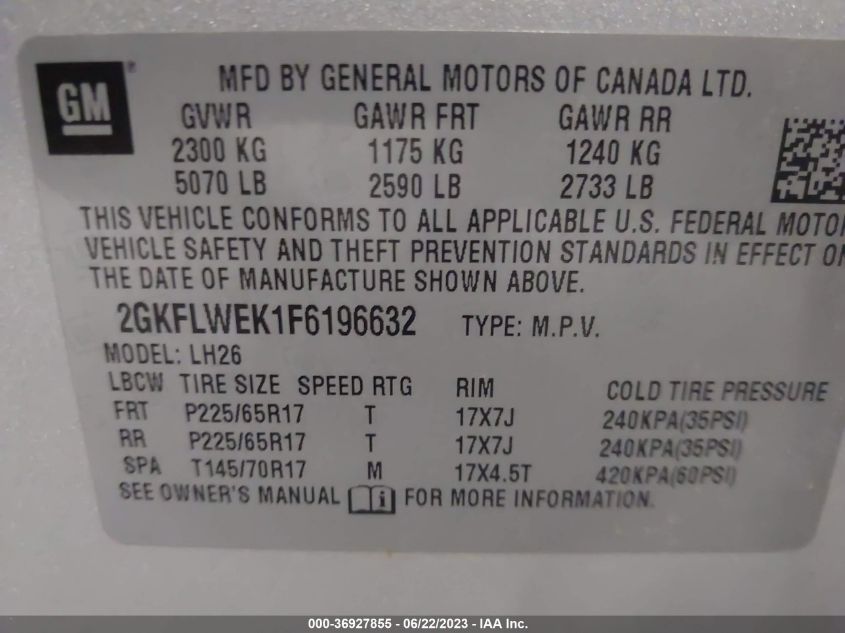 GM®
MFD BY GENERAL MOTORS OF CANADA LTD.
GVWR GAWR FRT GAWR RR
2300 KG 1175 KG 1240 KG
5070 LB 2590 LB 2733 LB
THIS VEHICLE CONFORMS TO ALL APPLICABLE U.S. FEDERAL MOTOR
VEHICLE SAFETY AND THEFT PREVENTION STANDARDS IN EFFECT ON
THE DATE OF MANUFACTURE SHOWN ABOVE.
2GKFLWEK1F6196632 TYPE: M.P.V.
MODEL: LH26
LBCW TIRE SIZE SPEED RTG RIM COLD TIRE PRESSURE
FRT P225/65R17 T 17X7J 240KPA(35PSI)
RR P225/65R17 T 17X7J 240KPA(35PSI)
SPA T145/70R17 M 17X4.5T 420KPA(60PSI)
SEE OWNER'S MANUAL i FOR MORE INFORMATION.
000-36927855 - 06/22/2023 - IAA Inc.